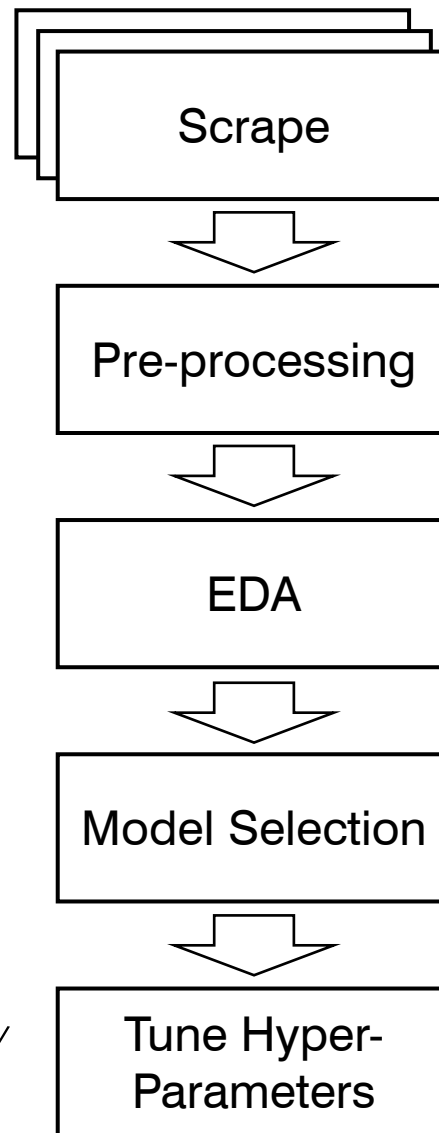 Scrape
Pre-processing
EDA
Model Selection
Tune Hyper-
Parameters